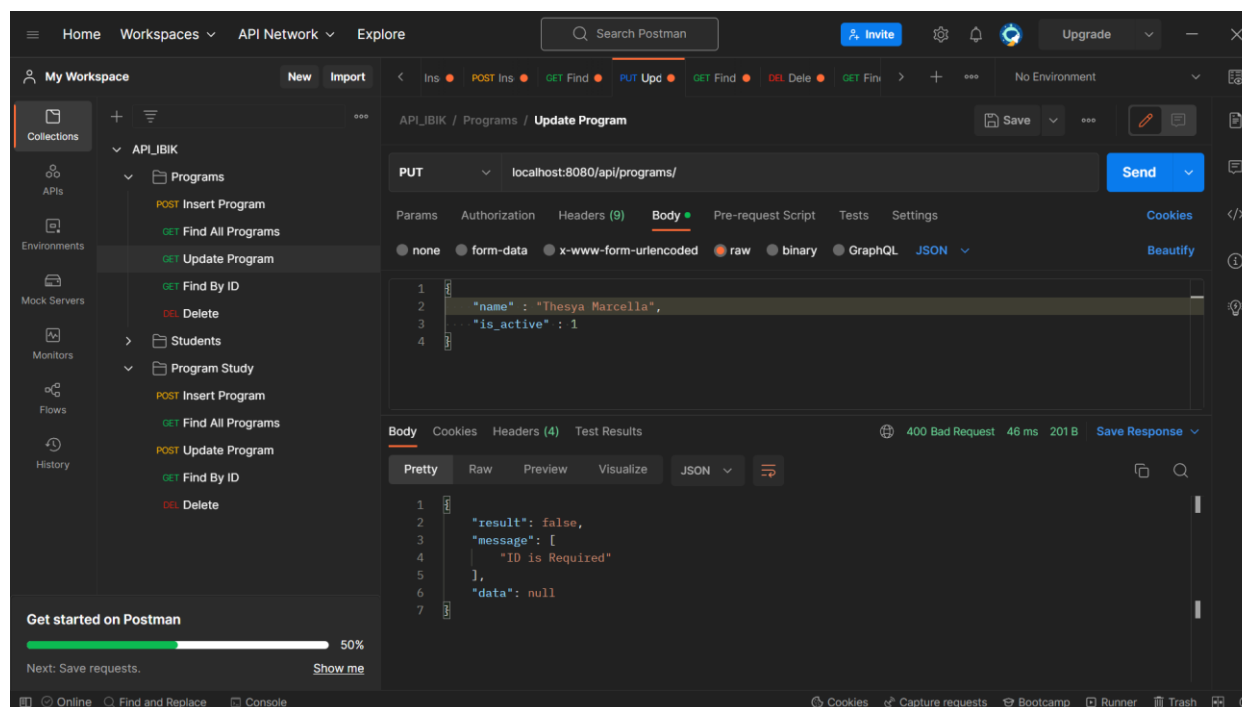 Home Workspaces API Network Explore Search Postman Invite Upgrade
My Workspace New Import
Ins POST Ins GET Find PUT Upd GET Find DEL Dele GET Fin No Environment
Collections
APIs
Environments
Mock Servers
Monitors
Flows
History
API_IBIK
Programs
POST Insert Program
GET Find All Programs
GET Update Program
GET Find By ID
DEL Delete
Students
Program Study
POST Insert Program
GET Find All Programs
POST Update Program
GET Find By ID
DEL Delete
Get started on Postman
50%
Next: Save requests. Show me
API_IBIK / Programs / Update Program Save
PUT localhost:8080/api/programs/ Send
Params Authorization Headers (9) Body Pre-request Script Tests Settings Cookies
none form-data x-www-form-urlencoded raw binary GraphQL JSON Beautify
1 {
2 "name" : "Thesya Marcella",
3 "is_active" : 1
4 }
Body Cookies Headers (4) Test Results 400 Bad Request 46 ms 201 B Save Response
Pretty Raw Preview Visualize JSON
1 {
2 "result": false,
3 "message": [
4 "ID is Required"
5 ],
6 "data": null
7 }
Online Find and Replace Console Cookies Capture requests Bootcamp Runner Trash